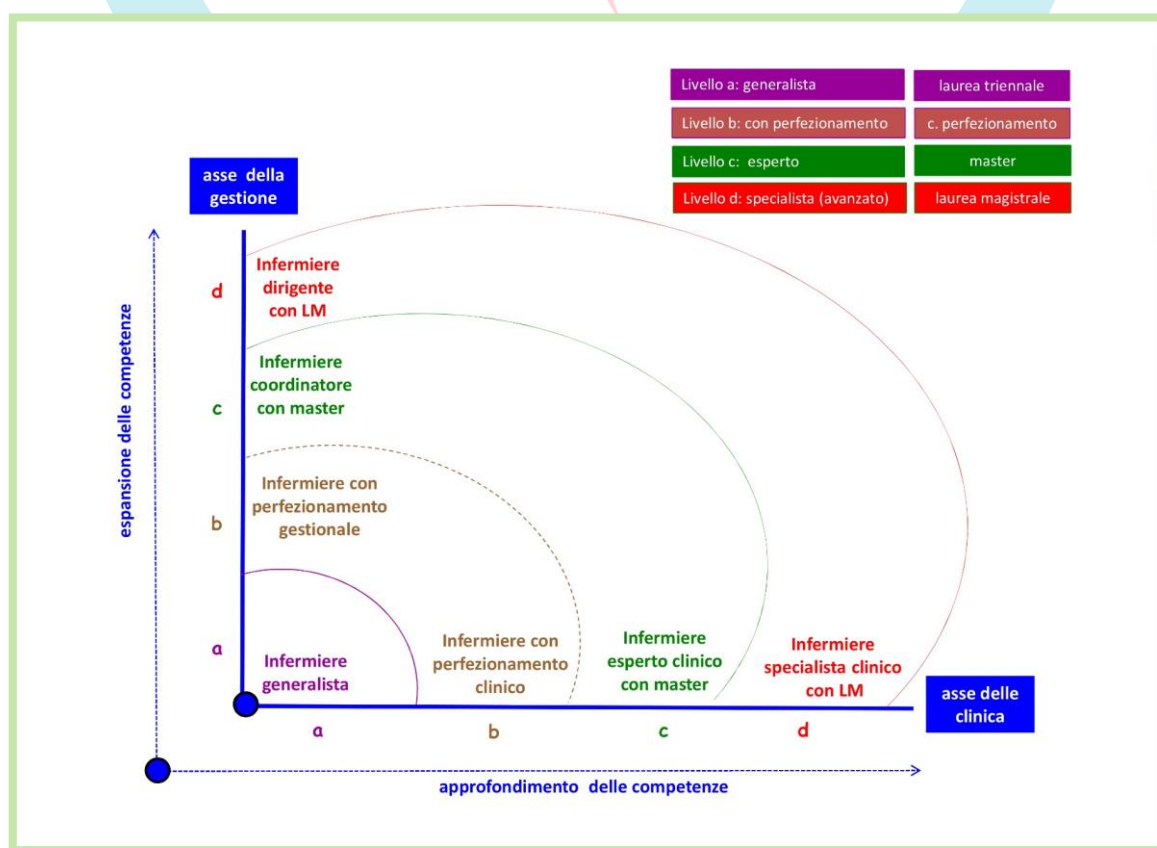 Livello a: generalista
laurea triennale
Livello b: con perfezionamento
c. perfezionamento
Livello c: esperto
master
Livello d: specialista (avanzato)
laurea magistrale
asse della
gestione
espansione delle competenze
d
Infermiere
dirigente
con LM
c
Infermiere
coordinatore
con master
b
Infermiere con
perfezionamento
gestionale
a
Infermiere
generalista
Infermiere con
perfezionamento
clinico
Infermiere
esperto clinico
con master
Infermiere
specialista clinico
con LM
asse delle
clinica
a
b
c
d
approfondimento delle competenze